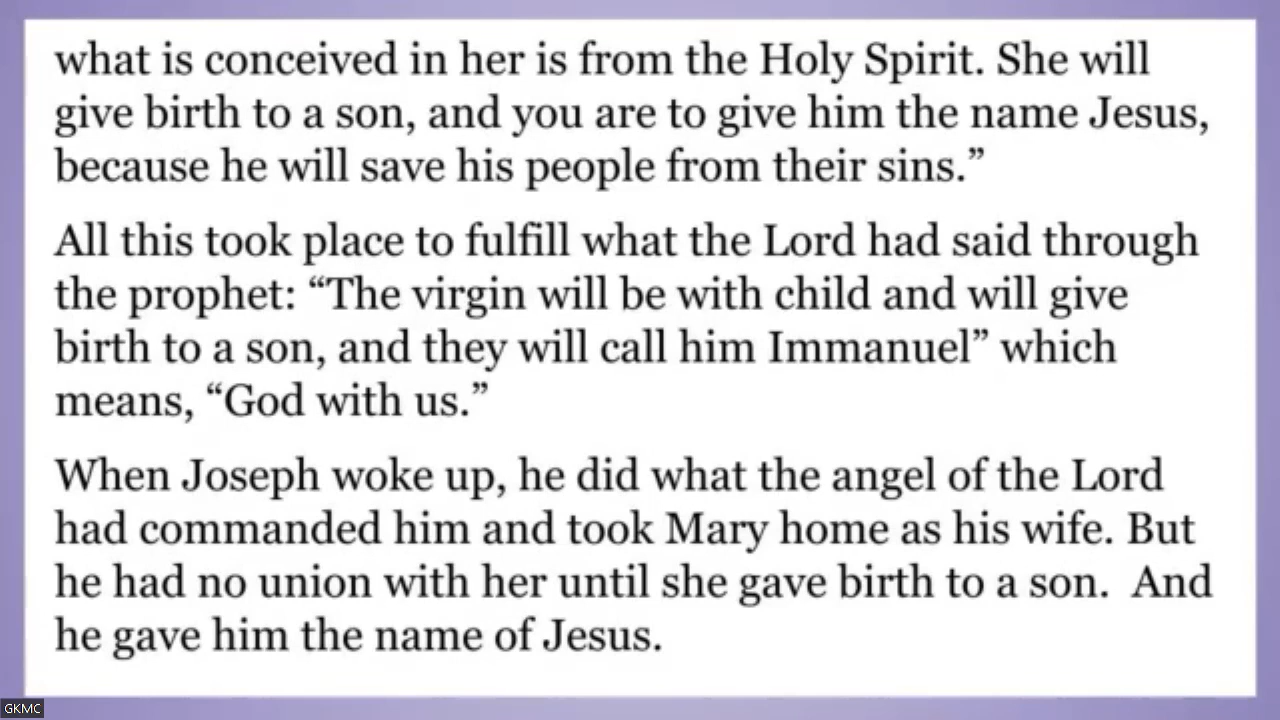 what is conceived in her is from the Holy Spirit. She will
give birth to a son, and you are to give him the name Jesus,
because he will save his people from their sins.”
All this took place to fulfill what the Lord had said through
the prophet: “The virgin will be with child and will give
birth to a son, and they will call him Immanuel” which
means, “God with us.”
When Joseph woke up, he did what the angel of the Lord
had commanded him and took Mary home as his wife. But
he had no union with her until she gave birth to a son.  And
he gave him the name of Jesus.
GKMC